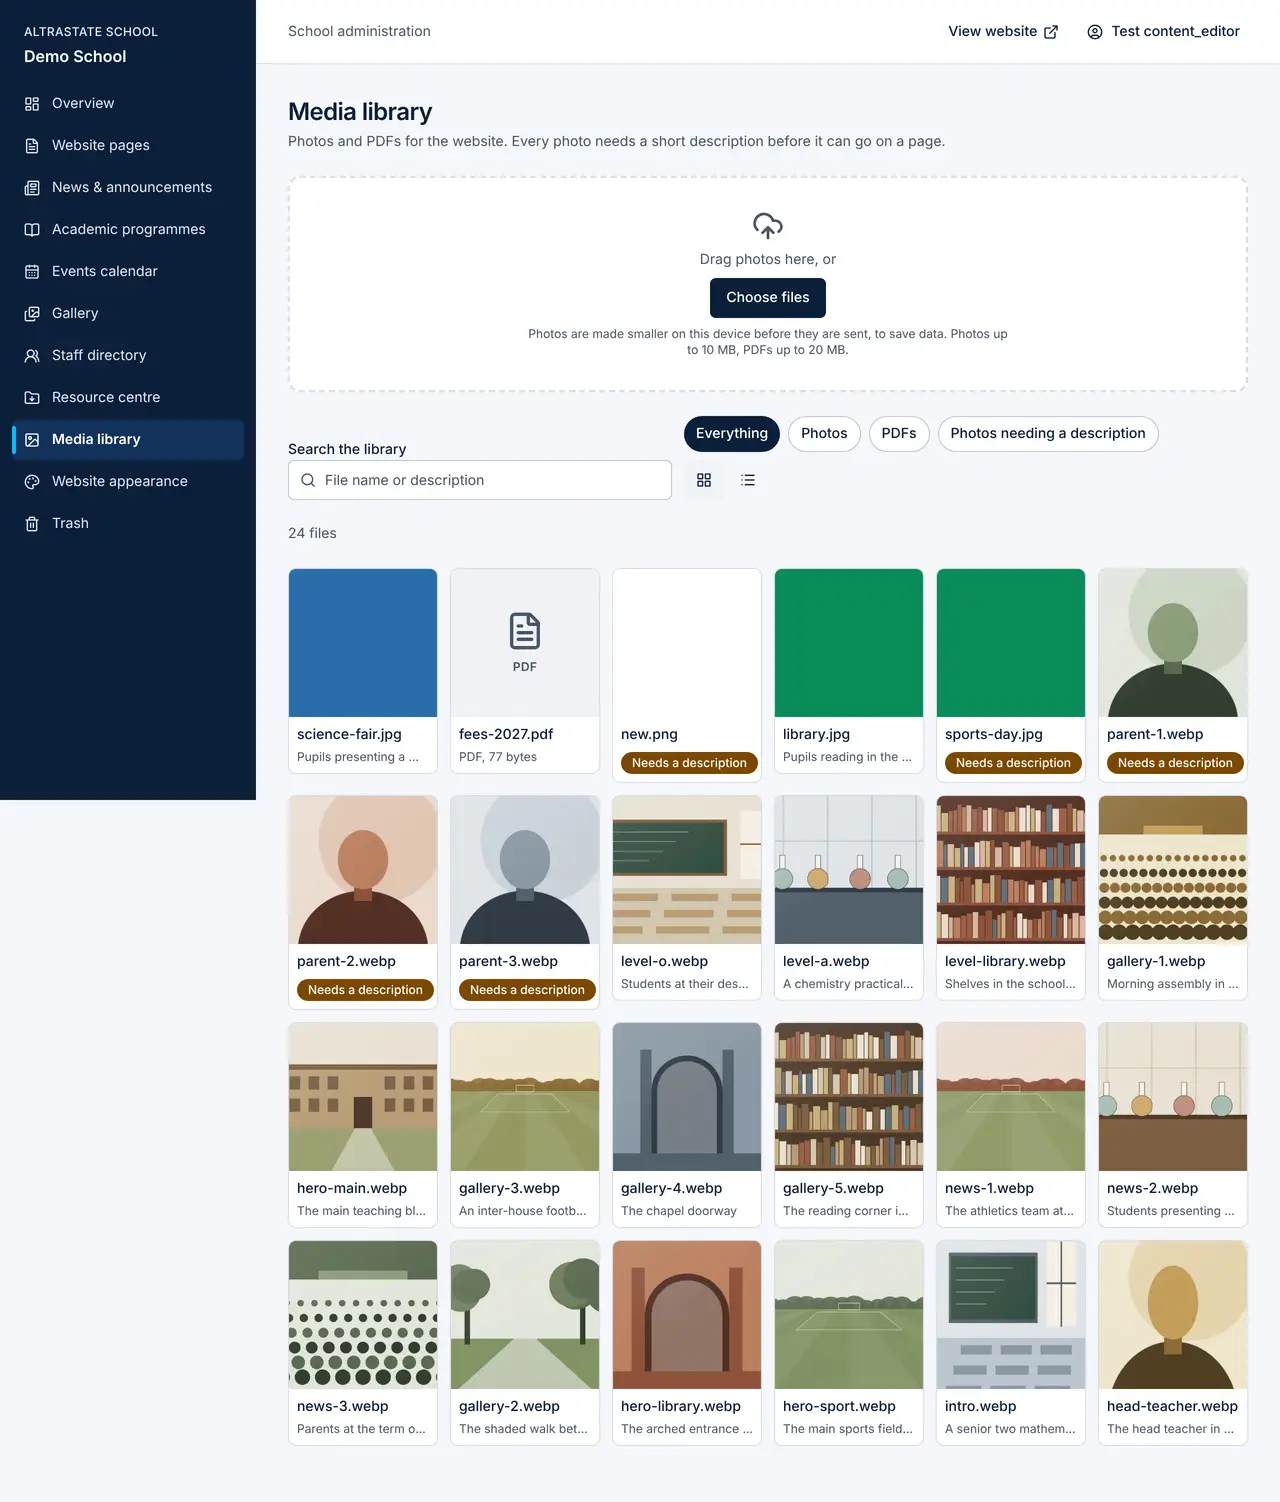 ALTRASTATE SCHOOL
Demo School
Overview
Website pages
News & announcements
Academic programmes
Events calendar
Gallery
Staff directory
Resource centre
Media library
Website appearance
Trash
School administration
View website
Test content_editor
Media library
Photos and PDFs for the website. Every photo needs a short description before it can go on a page.
Drag photos here, or
Choose files
Photos are made smaller on this device before they are sent, to save data. Photos up
to 10 MB, PDFs up to 20 MB.
Search the library
File name or description
Everything
Photos
PDFs
Photos needing a description
24 files
PDF
science-fair.jpg
Pupils presenting a ...
fees-2027.pdf
PDF, 77 bytes
new.png
Needs a description
library.jpg
Pupils reading in the ...
sports-day.jpg
Needs a description
parent-1.webp
Needs a description
parent-2.webp
Needs a description
parent-3.webp
Needs a description
level-o.webp
Students at their des...
level-a.webp
A chemistry practical...
level-library.webp
Shelves in the school...
gallery-1.webp
Morning assembly in ...
hero-main.webp
The main teaching bl...
gallery-3.webp
An inter-house footb...
gallery-4.webp
The chapel doorway
gallery-5.webp
The reading corner i...
news-1.webp
The athletics team at...
news-2.webp
Students presenting ...
news-3.webp
Parents at the term o...
gallery-2.webp
The shaded walk bet...
hero-library.webp
The arched entrance ...
hero-sport.webp
The main sports field...
intro.webp
A senior two mathem...
head-teacher.webp
The head teacher in ...